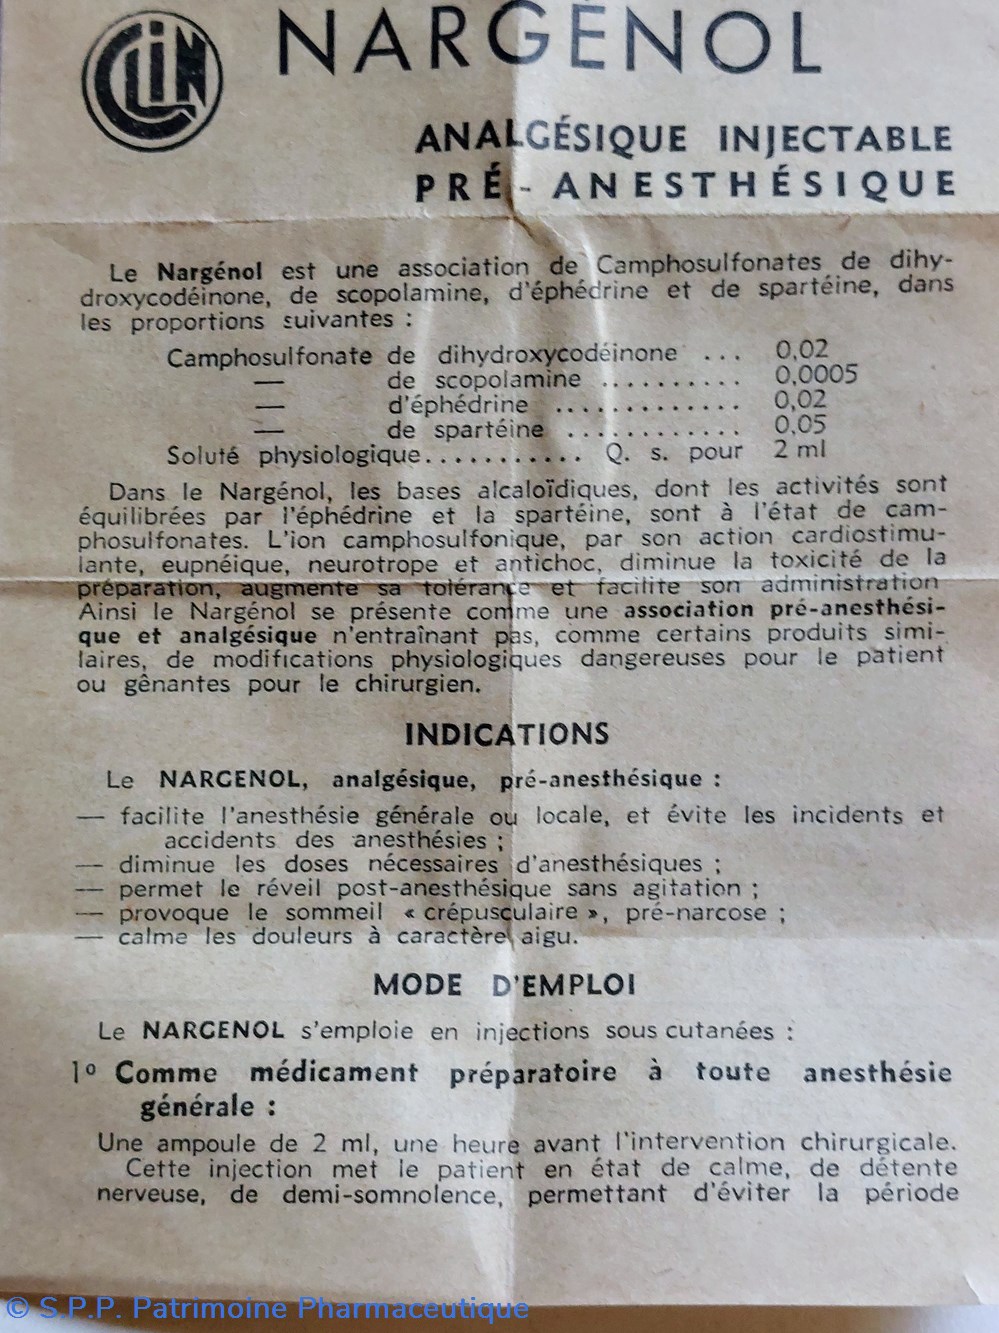 CLIN
NARGÉNOL
ANALGÉSIQUE INJECTABLE
PRÉ-ANESTHÉSIQUE
Le Nargénol est une association de Camphosulfonates de dihy-
droxycodéinone, de scopolamine, d'éphédrine et de spartéine, dans
les proportions suivantes :
Camphosulfonate de dihydroxycodéinone ... 0,02
— de scopolamine .......... 0,0005
— d'éphédrine ............. 0,02
— de spartéine ............ 0,05
Soluté physiologique........... Q. s. pour 2 ml
Dans le Nargénol, les bases alcaloïdiques, dont les activités sont
équilibrées par l'éphédrine et la spartéine, sont à l'état de cam-
phosulfonates. L'ion camphosulfonique, par son action cardiostimu-
lante, eupnéique, neurotrope et antichoc, diminue la toxicité de la
préparation, augmente sa tolérance et facilite son administration
Ainsi le Nargénol se présente comme une association pré-anesthési-
que et analgésique n'entraînant pas, comme certains produits simi-
laires, de modifications physiologiques dangereuses pour le patient
ou gênantes pour le chirurgien.
INDICATIONS
Le NARGENOL, analgésique, pré-anesthésique :
— facilite l'anesthésie générale ou locale, et évite les incidents et
accidents des anesthésies ;
— diminue les doses nécessaires d'anesthésiques ;
— permet le réveil post-anesthésique sans agitation ;
— provoque le sommeil « crépusculaire », pré-narcose ;
— calme les douleurs à caractère aigu.
MODE D'EMPLOI
Le NARGENOL s'emploie en injections sous cutanées :
1º Comme médicament préparatoire à toute anesthésie
générale :
Une ampoule de 2 ml, une heure avant l'intervention chirurgicale.
Cette injection met le patient en état de calme, de détente
nerveuse, de demi-somnolence, permettant d'éviter la période
© S.P.P. Patrimoine Pharmaceutique